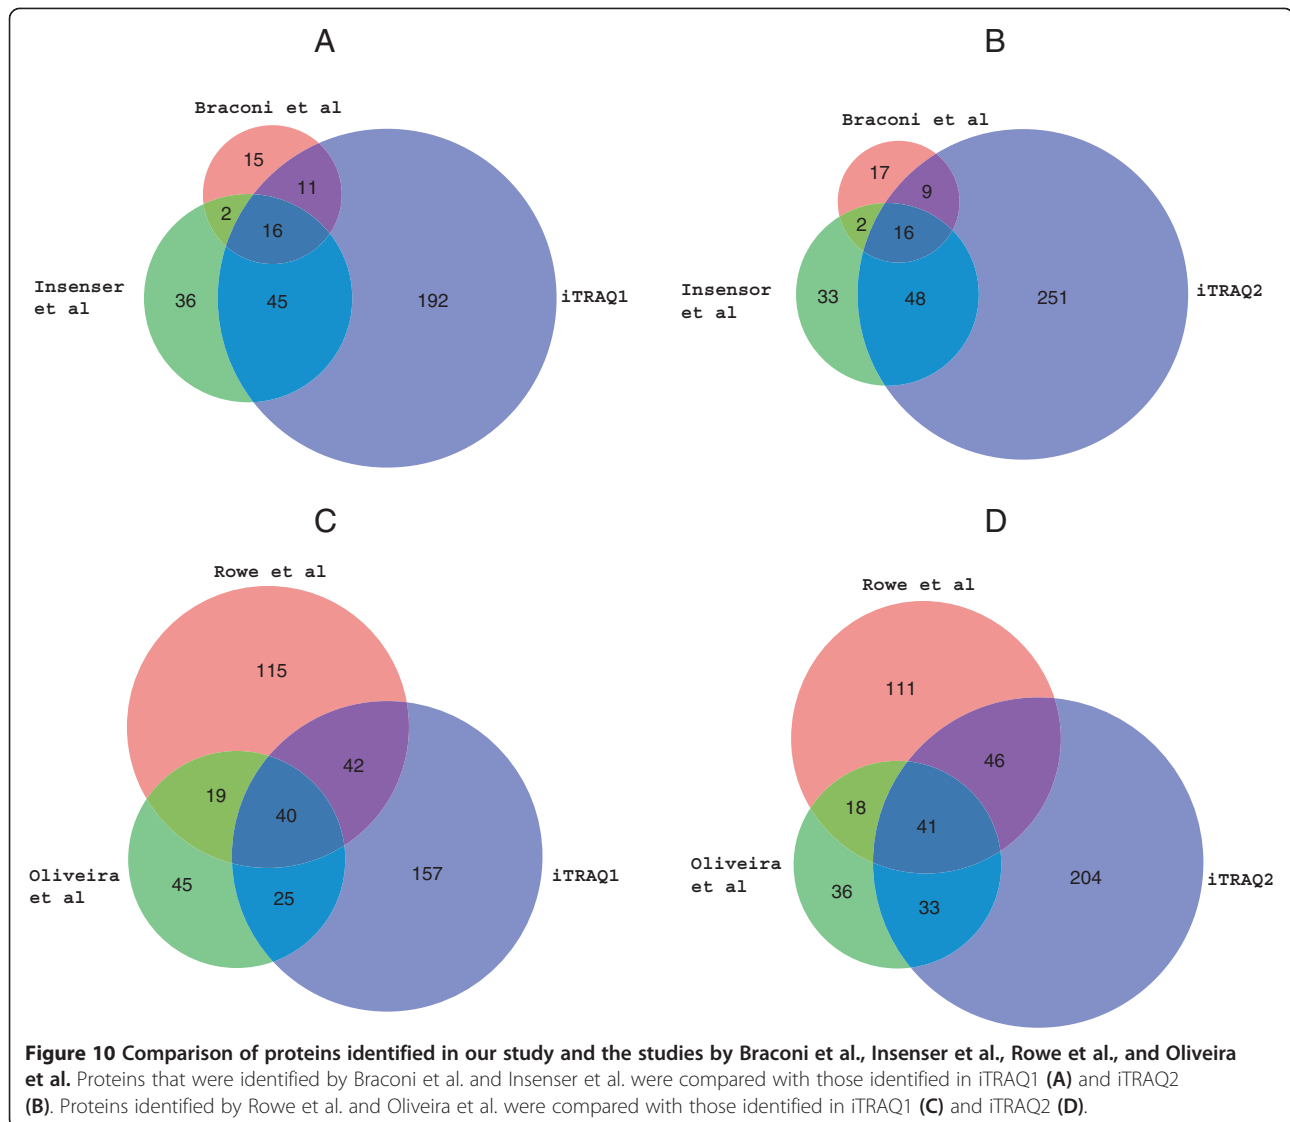 A
Braconi et al
15
11
2
16
Insenser
et al
36
45
192
iTRAQ1
B
Braconi et al
17
9
2
16
Insensor
et al
33
48
251
iTRAQ2
C
Rowe et al
115
42
19
40
Oliveira
et al
45
25
157
iTRAQ1
D
Rowe et al
111
46
18
41
Oliveira
et al
36
33
204
iTRAQ2
Figure 10 Comparison of proteins identified in our study and the studies by Braconi et al., Insenser et al., Rowe et al., and Oliveira
et al. Proteins that were identified by Braconi et al. and Insenser et al. were compared with those identified in iTRAQ1 (A) and iTRAQ2
(B). Proteins identified by Rowe et al. and Oliveira et al. were compared with those identified in iTRAQ1 (C) and iTRAQ2 (D).